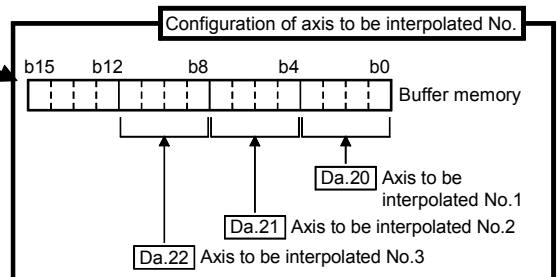 Configuration of axis to be interpolated No.
b15 b12 b8 b4 b0
Buffer memory
Da.20 Axis to be
interpolated No.1
Da.21 Axis to be interpolated No.2
Da.22 Axis to be interpolated No.3